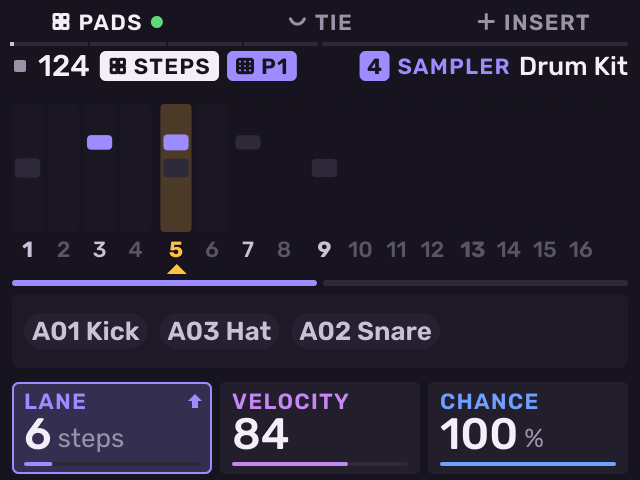 PADS TIE INSERT
124 STEPS P1 4 SAMPLER Drum Kit
1 2 3 4 5 6 7 8 9 10 11 12 13 14 15 16
A01 Kick A03 Hat A02 Snare
LANE VELOCITY CHANCE
6 steps 84 100 %